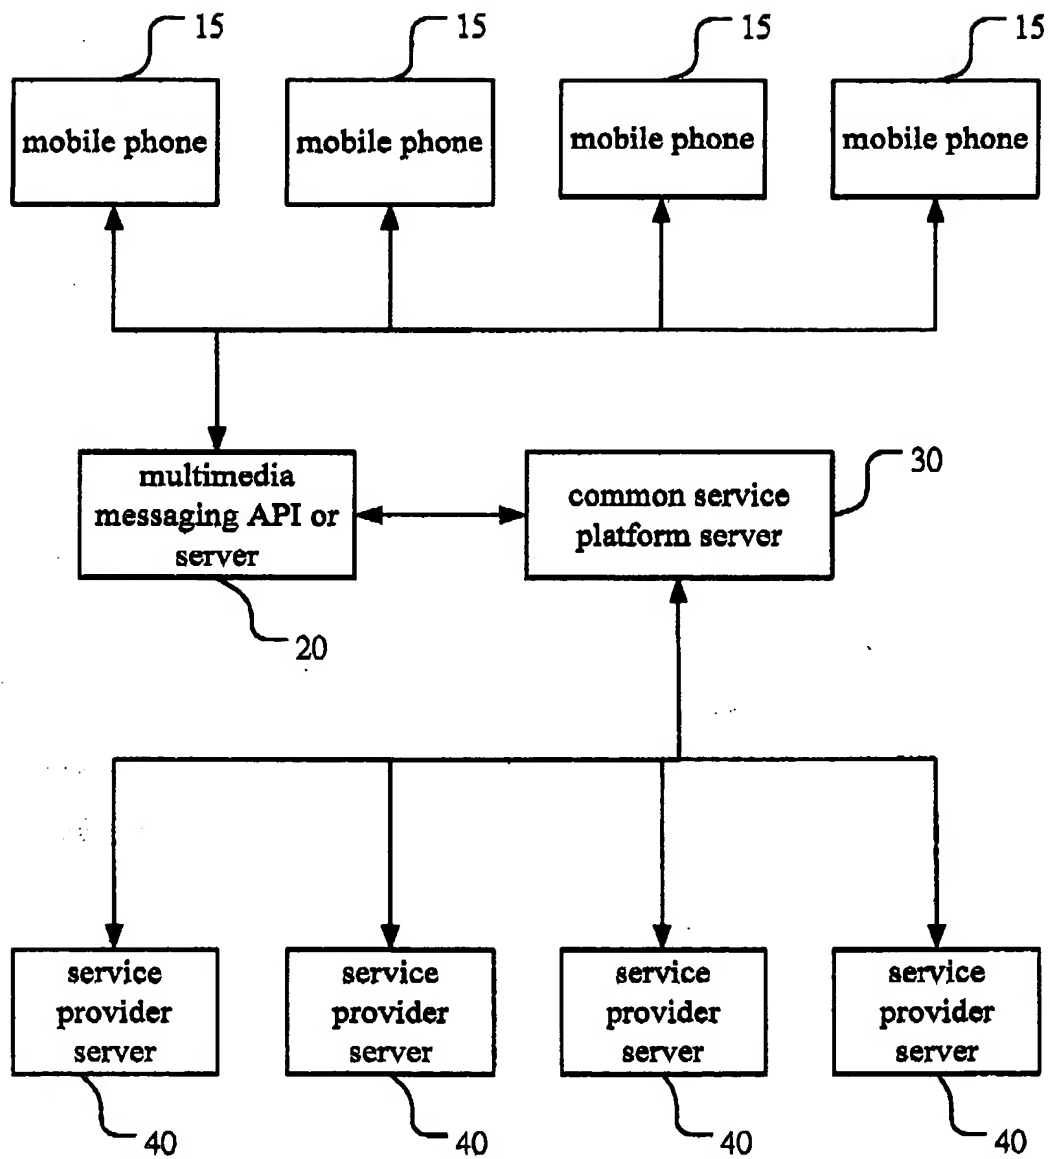 15
15
15
15
mobile phone
mobile phone
mobile phone
mobile phone
multimedia
messaging API or
server
common service
platform server
30
20
service
provider
server
service
provider
server
service
provider
server
service
provider
server
40
40
40
40